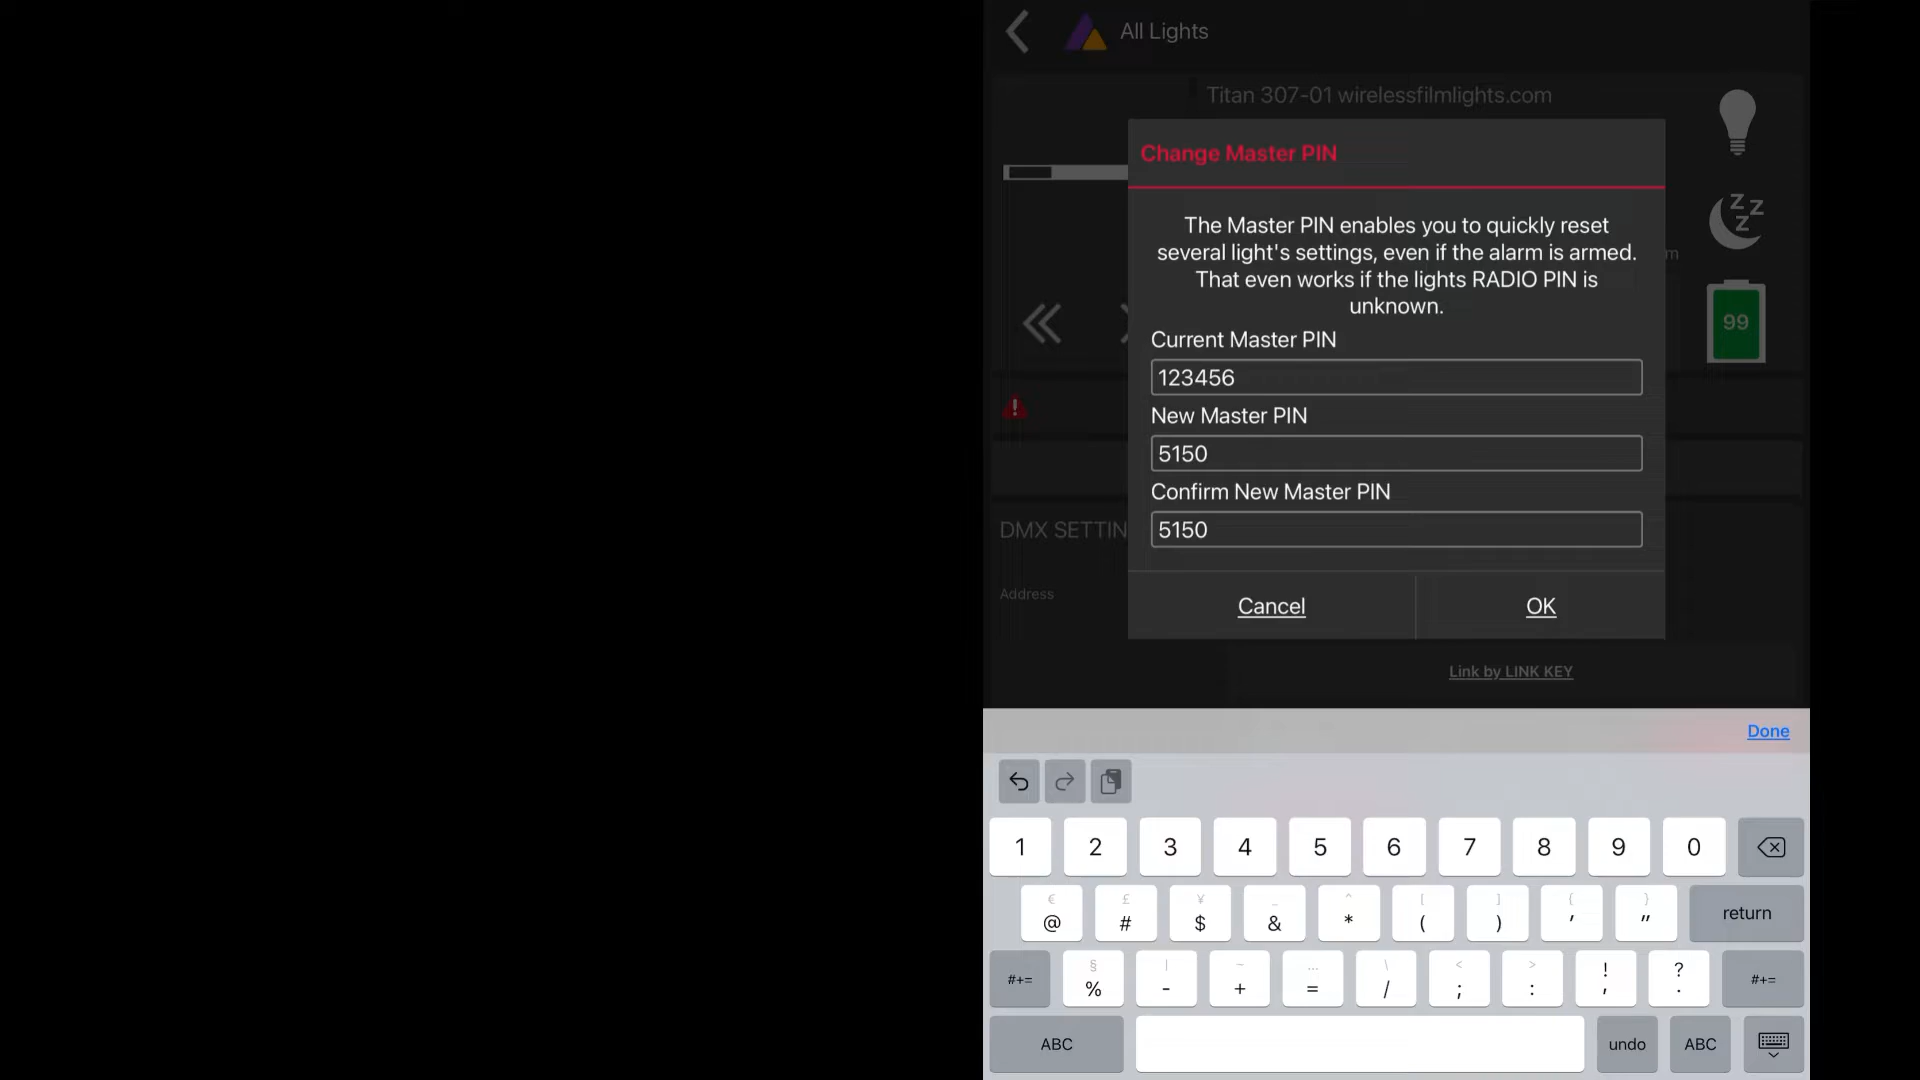 All Lights
Titan 307-01 wirelessfilmlights.com
Change Master PIN
The Master PIN enables you to quickly reset
several light's settings, even if the alarm is armed.
That even works if the lights RADIO PIN is
unknown.
m
99
Current Master PIN
123456
New Master PIN
5150
Confirm New Master PIN
5150
DMX SETTIN
Address
Cancel OK
Link by LINK KEY
Done
1 2 3 4 5 6 7 8 9 0
€ £ ¥ _ ^ [ ] { }
@ # $ & * ( ) ' "
return
§ | ~ … \ < > ! ?
#+= % - + = / ; : , . #+=
ABC undo ABC